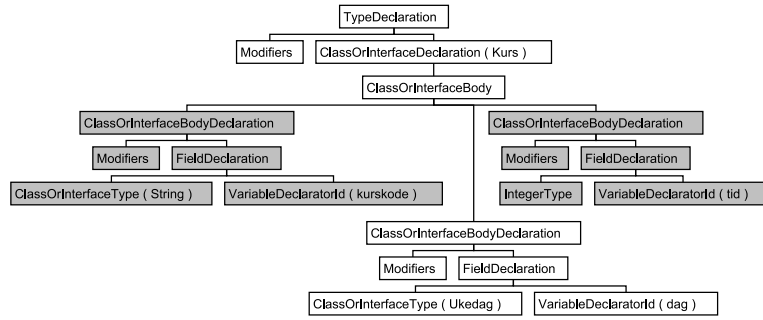 TypeDeclaration
Modifiers ClassOrInterfaceDeclaration ( Kurs )
ClassOrInterfaceBody
ClassOrInterfaceBodyDeclaration ClassOrInterfaceBodyDeclaration
Modifiers FieldDeclaration Modifiers FieldDeclaration
ClassOrInterfaceType ( String ) VariableDeclaratorId ( kurskode ) IntegerType VariableDeclaratorId ( tid )
ClassOrInterfaceBodyDeclaration
Modifiers FieldDeclaration
ClassOrInterfaceType ( Ukedag ) VariableDeclaratorId ( dag )